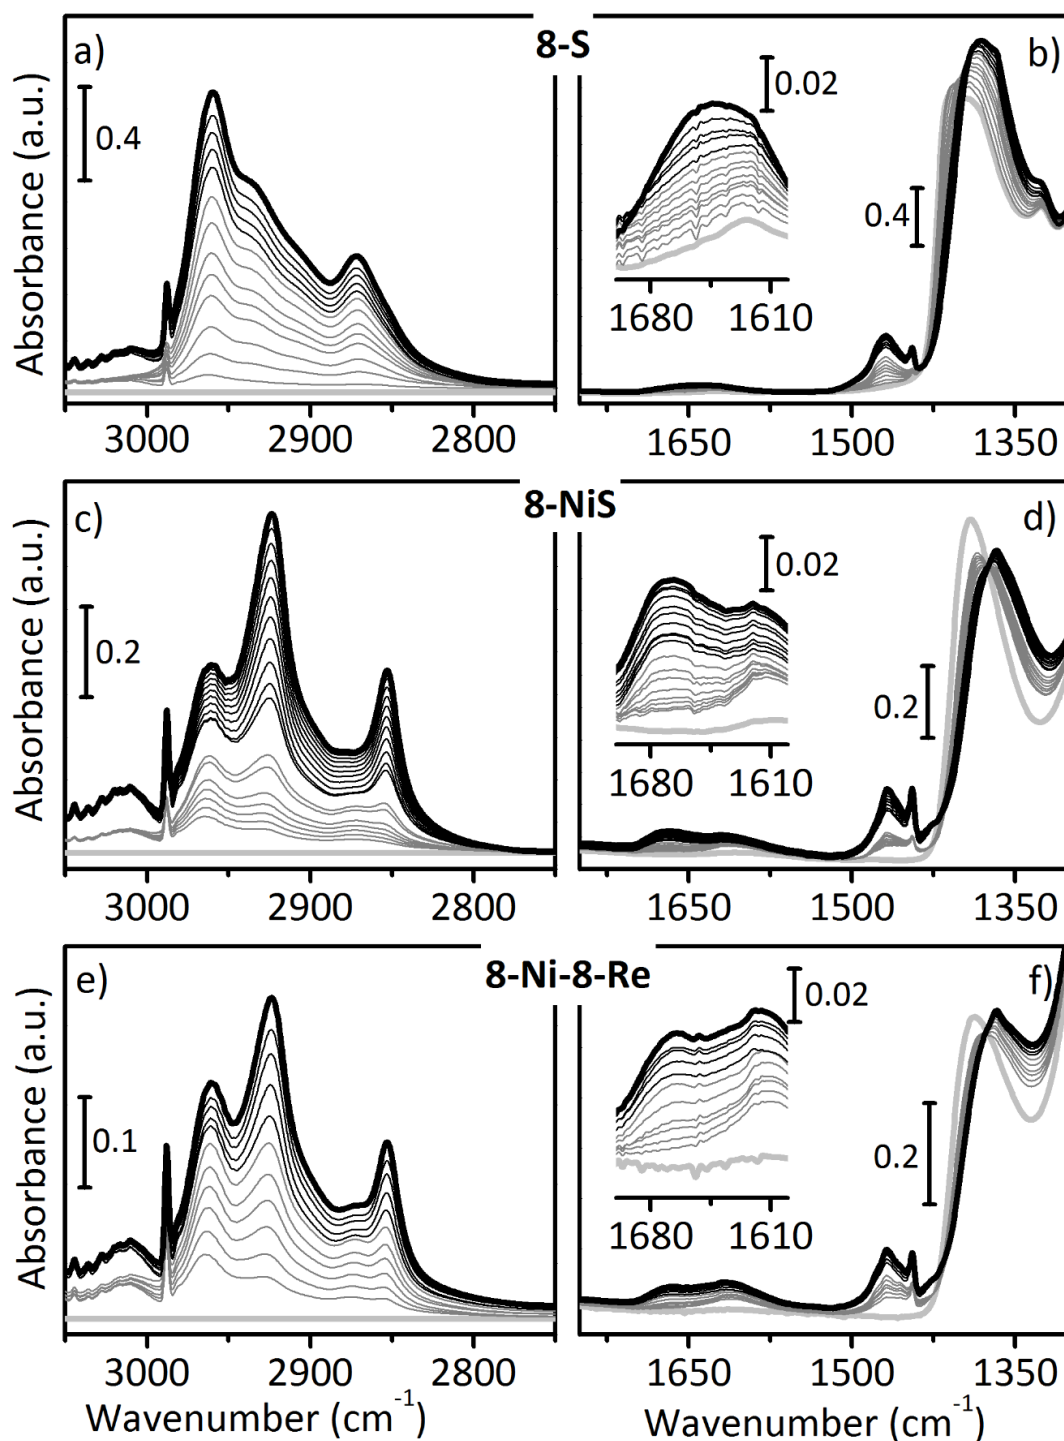 8-S
a)
b)
0.4
0.02
0.4
1680 1610
Absorbance (a.u.)
3000 2900 2800
1650 1500 1350
8-NiS
c)
d)
0.2
0.02
0.2
1680 1610
Absorbance (a.u.)
3000 2900 2800
1650 1500 1350
8-Ni-8-Re
e)
f)
0.1
0.02
0.2
1680 1610
Absorbance (a.u.)
3000 2900 2800
1650 1500 1350
Wavenumber (cm⁻¹)
Wavenumber (cm⁻¹)